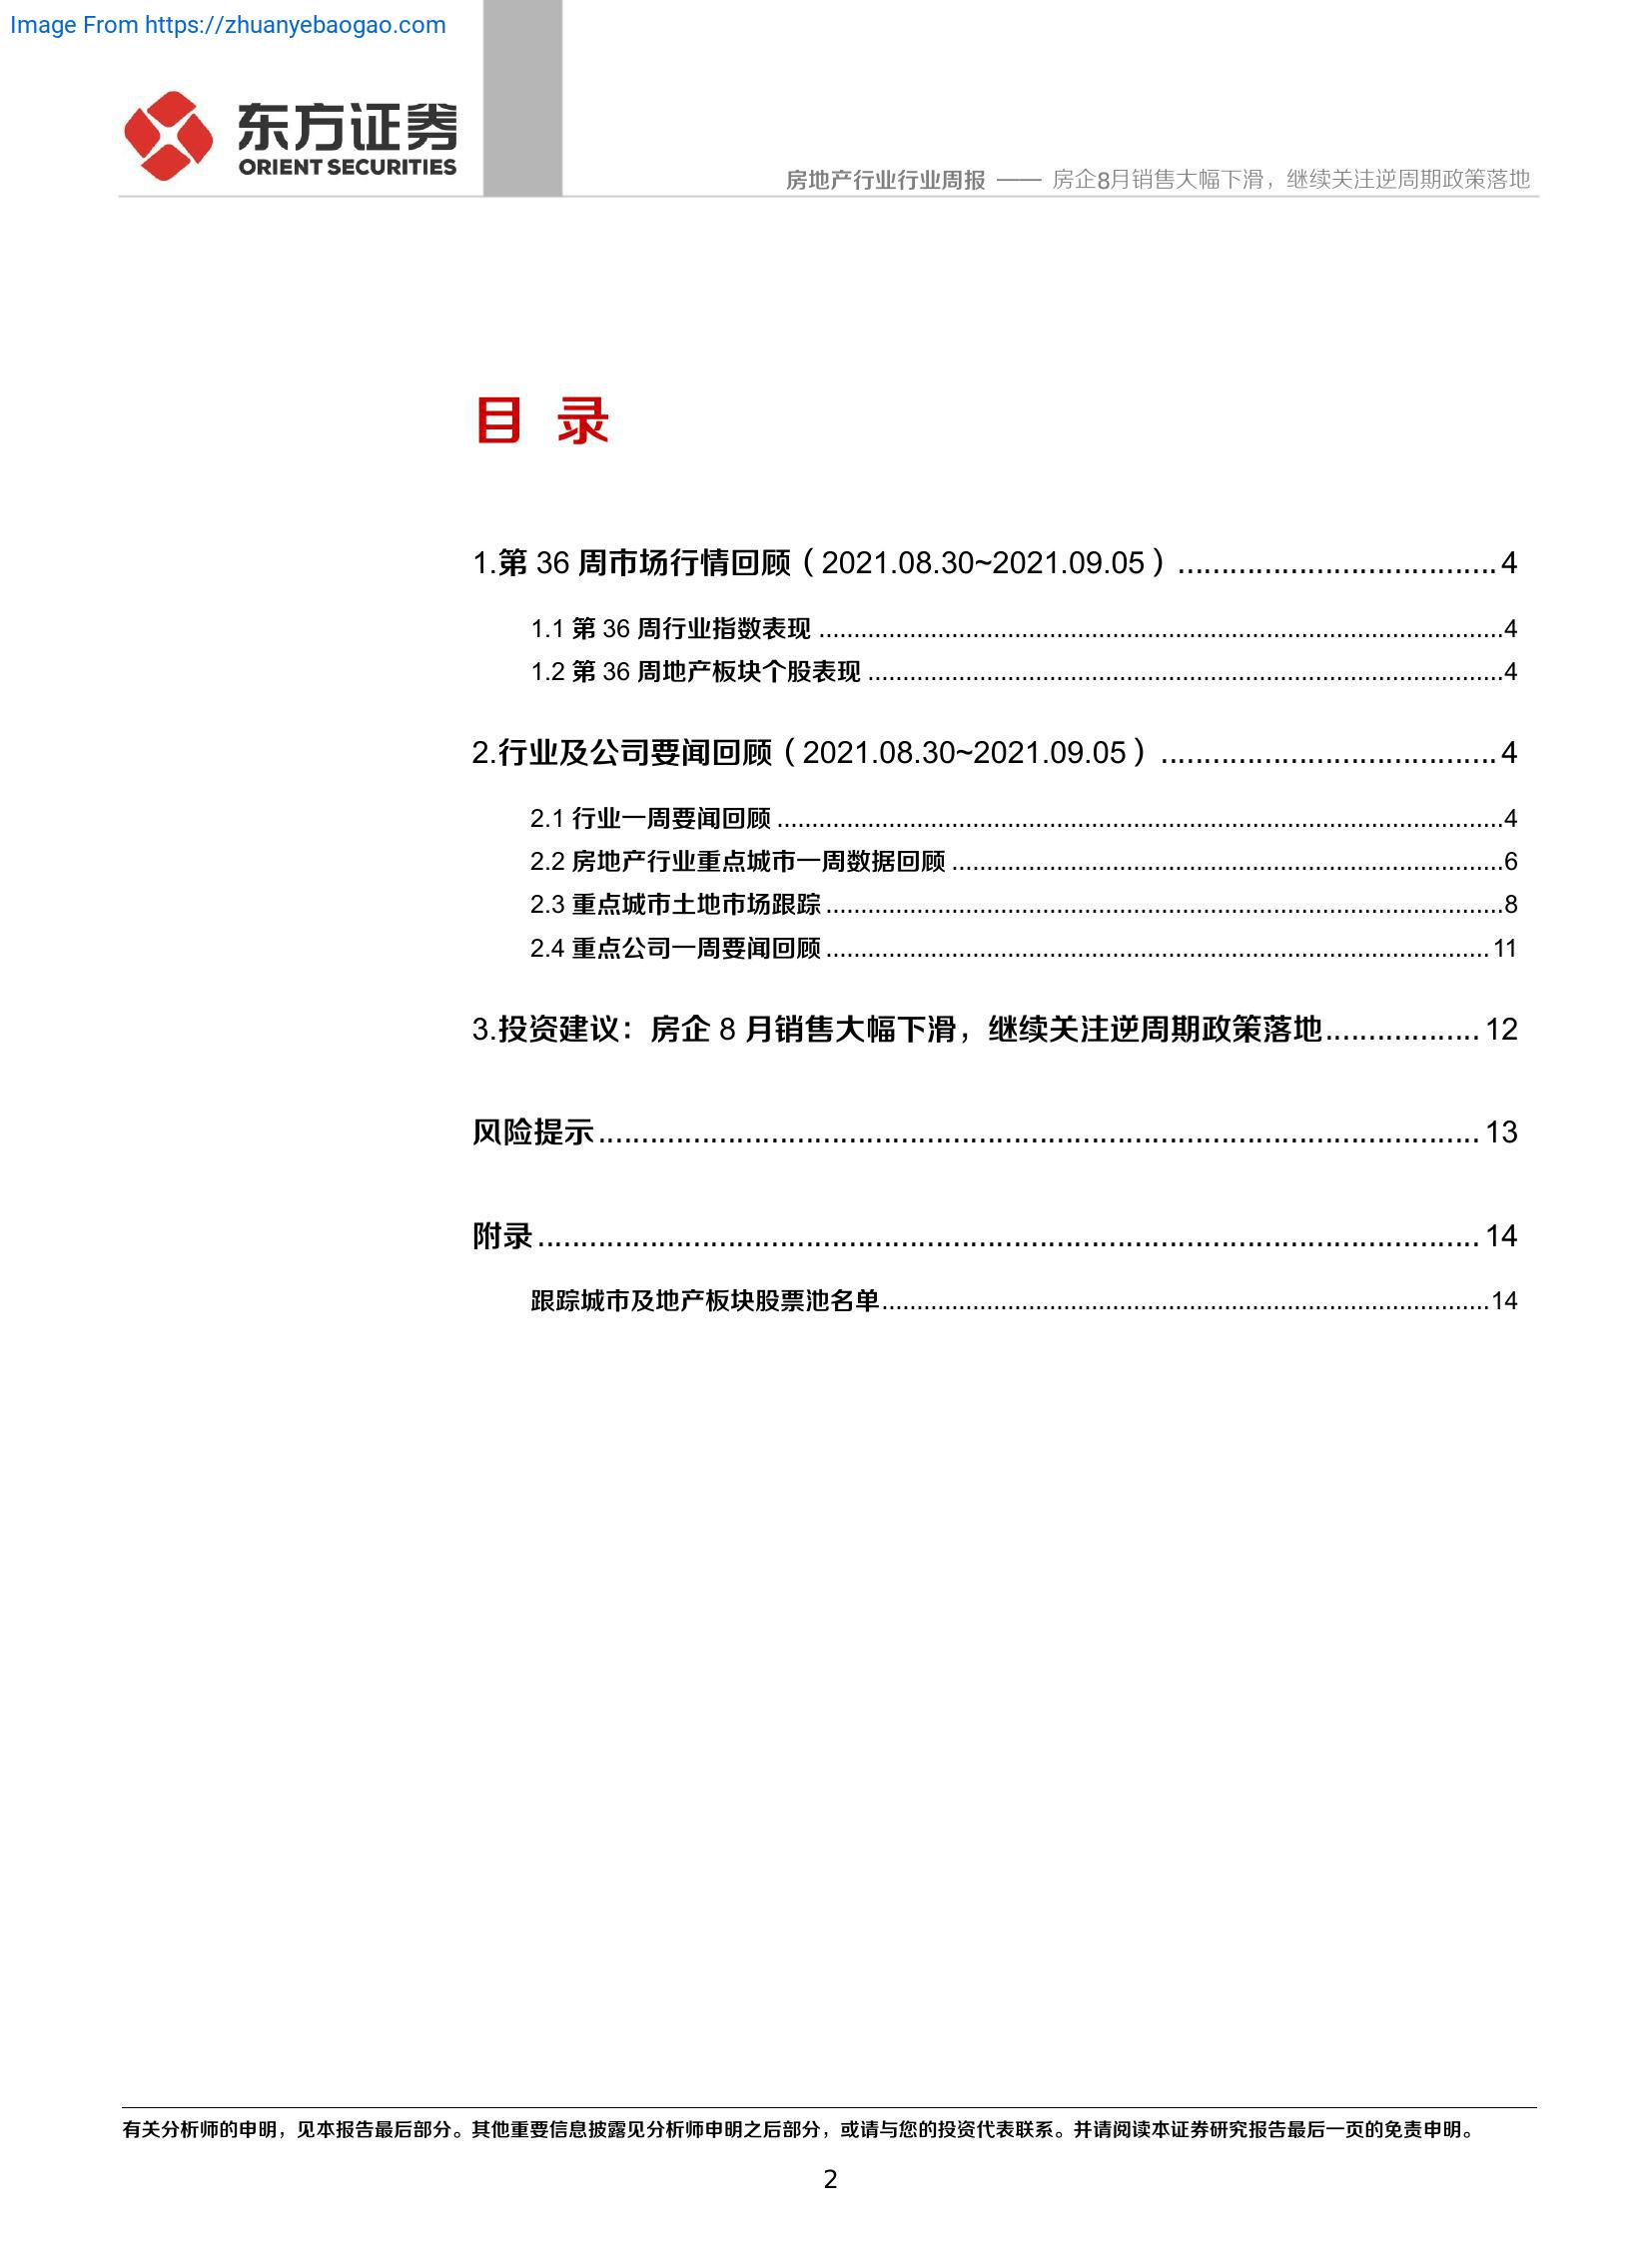 Image From https://zhuanyebaogao.com
东方证券
ORIENT SECURITIES
房地产行业行业周报 —— 房企8月销售大幅下滑，继续关注逆周期政策落地
目 录
1.第 36 周市场行情回顾（2021.08.30~2021.09.05）..................................... 4
1.1 第 36 周行业指数表现 ..................................................................................................4
1.2 第 36 周地产板块个股表现 ...........................................................................................4
2.行业及公司要闻回顾（2021.08.30~2021.09.05）....................................... 4
2.1 行业一周要闻回顾 ........................................................................................................4
2.2 房地产行业重点城市一周数据回顾 ...............................................................................6
2.3 重点城市土地市场跟踪 .................................................................................................8
2.4 重点公司一周要闻回顾 ............................................................................................... 11
3.投资建议：房企 8 月销售大幅下滑，继续关注逆周期政策落地.................. 12
风险提示....................................................................................................... 13
附录.............................................................................................................. 14
跟踪城市及地产板块股票池名单.......................................................................................14
有关分析师的申明，见本报告最后部分。其他重要信息披露见分析师申明之后部分，或请与您的投资代表联系。并请阅读本证券研究报告最后一页的免责申明。
2